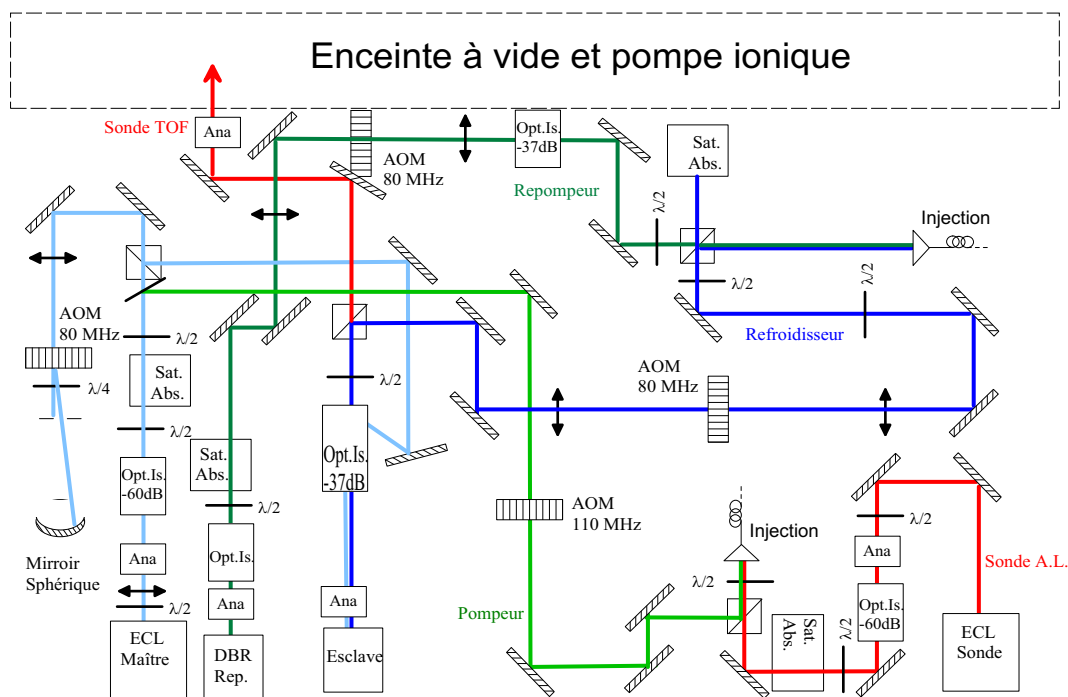 Enceinte à vide et pompe ionique
Sonde TOF
Ana
AOM
80 MHz
Opt.Is.
-37dB
Sat.
Abs.
Repompeur
λ/2
Injection
λ/2
λ/2
Refroidisseur
AOM
80 MHz
λ/2
λ/4
Sat.
Abs.
λ/2
λ/2
AOM
80 MHz
Opt.Is.
-60dB
Sat.
Abs.
λ/2
Opt.Is.
-37dB
AOM
110 MHz
Injection
λ/2
Mirroir
Sphérique
Ana
Opt.Is.
Ana
λ/2
Ana
Pompeur
λ/2
Ana
Opt.Is.
-60dB
Sonde A.L.
Sat.
Abs.
λ/2
ECL
Maître
DBR
Rep.
Esclave
ECL
Sonde